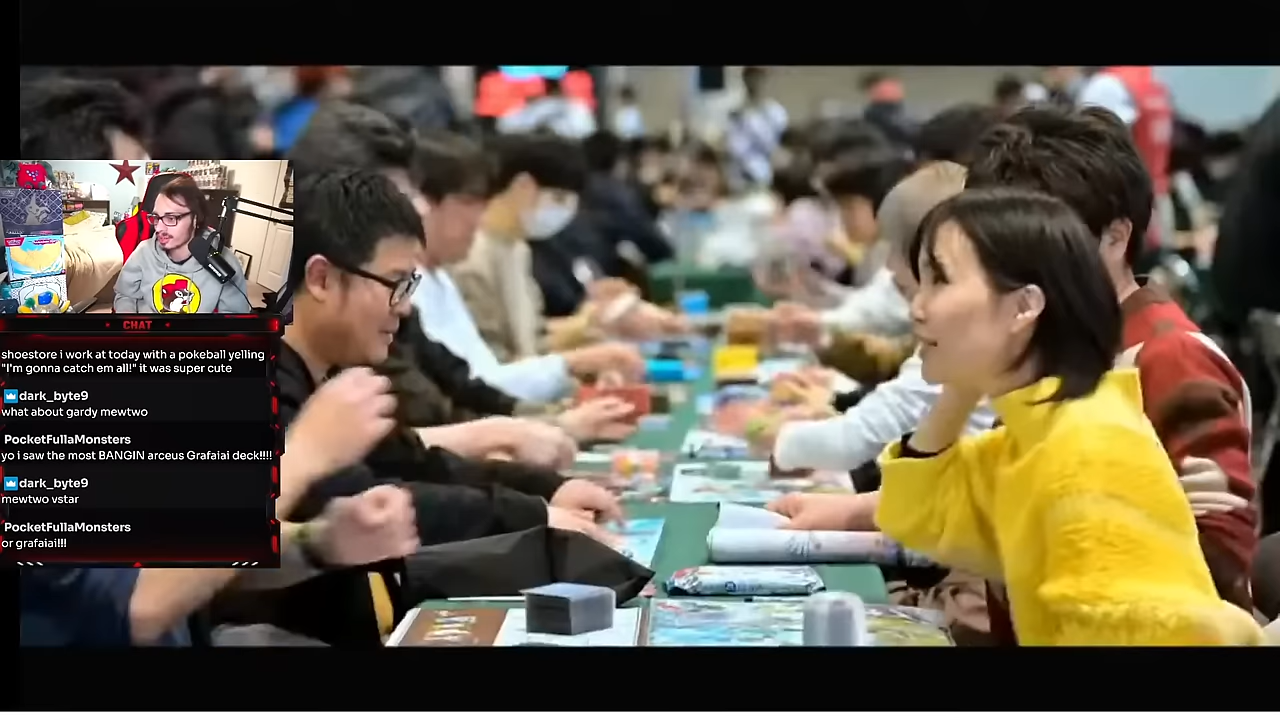 CHAT
shoestore i work at today with a pokeball yelling
"I'm gonna catch em all!" it was super cute
dark_byte9
what about gardy mewtwo
PocketFullaMonsters
yo i saw the most BANGIN arceus Grafaiai deck!!!!
dark_byte9
mewtwo vstar
PocketFullaMonsters
or grafaiai!!!